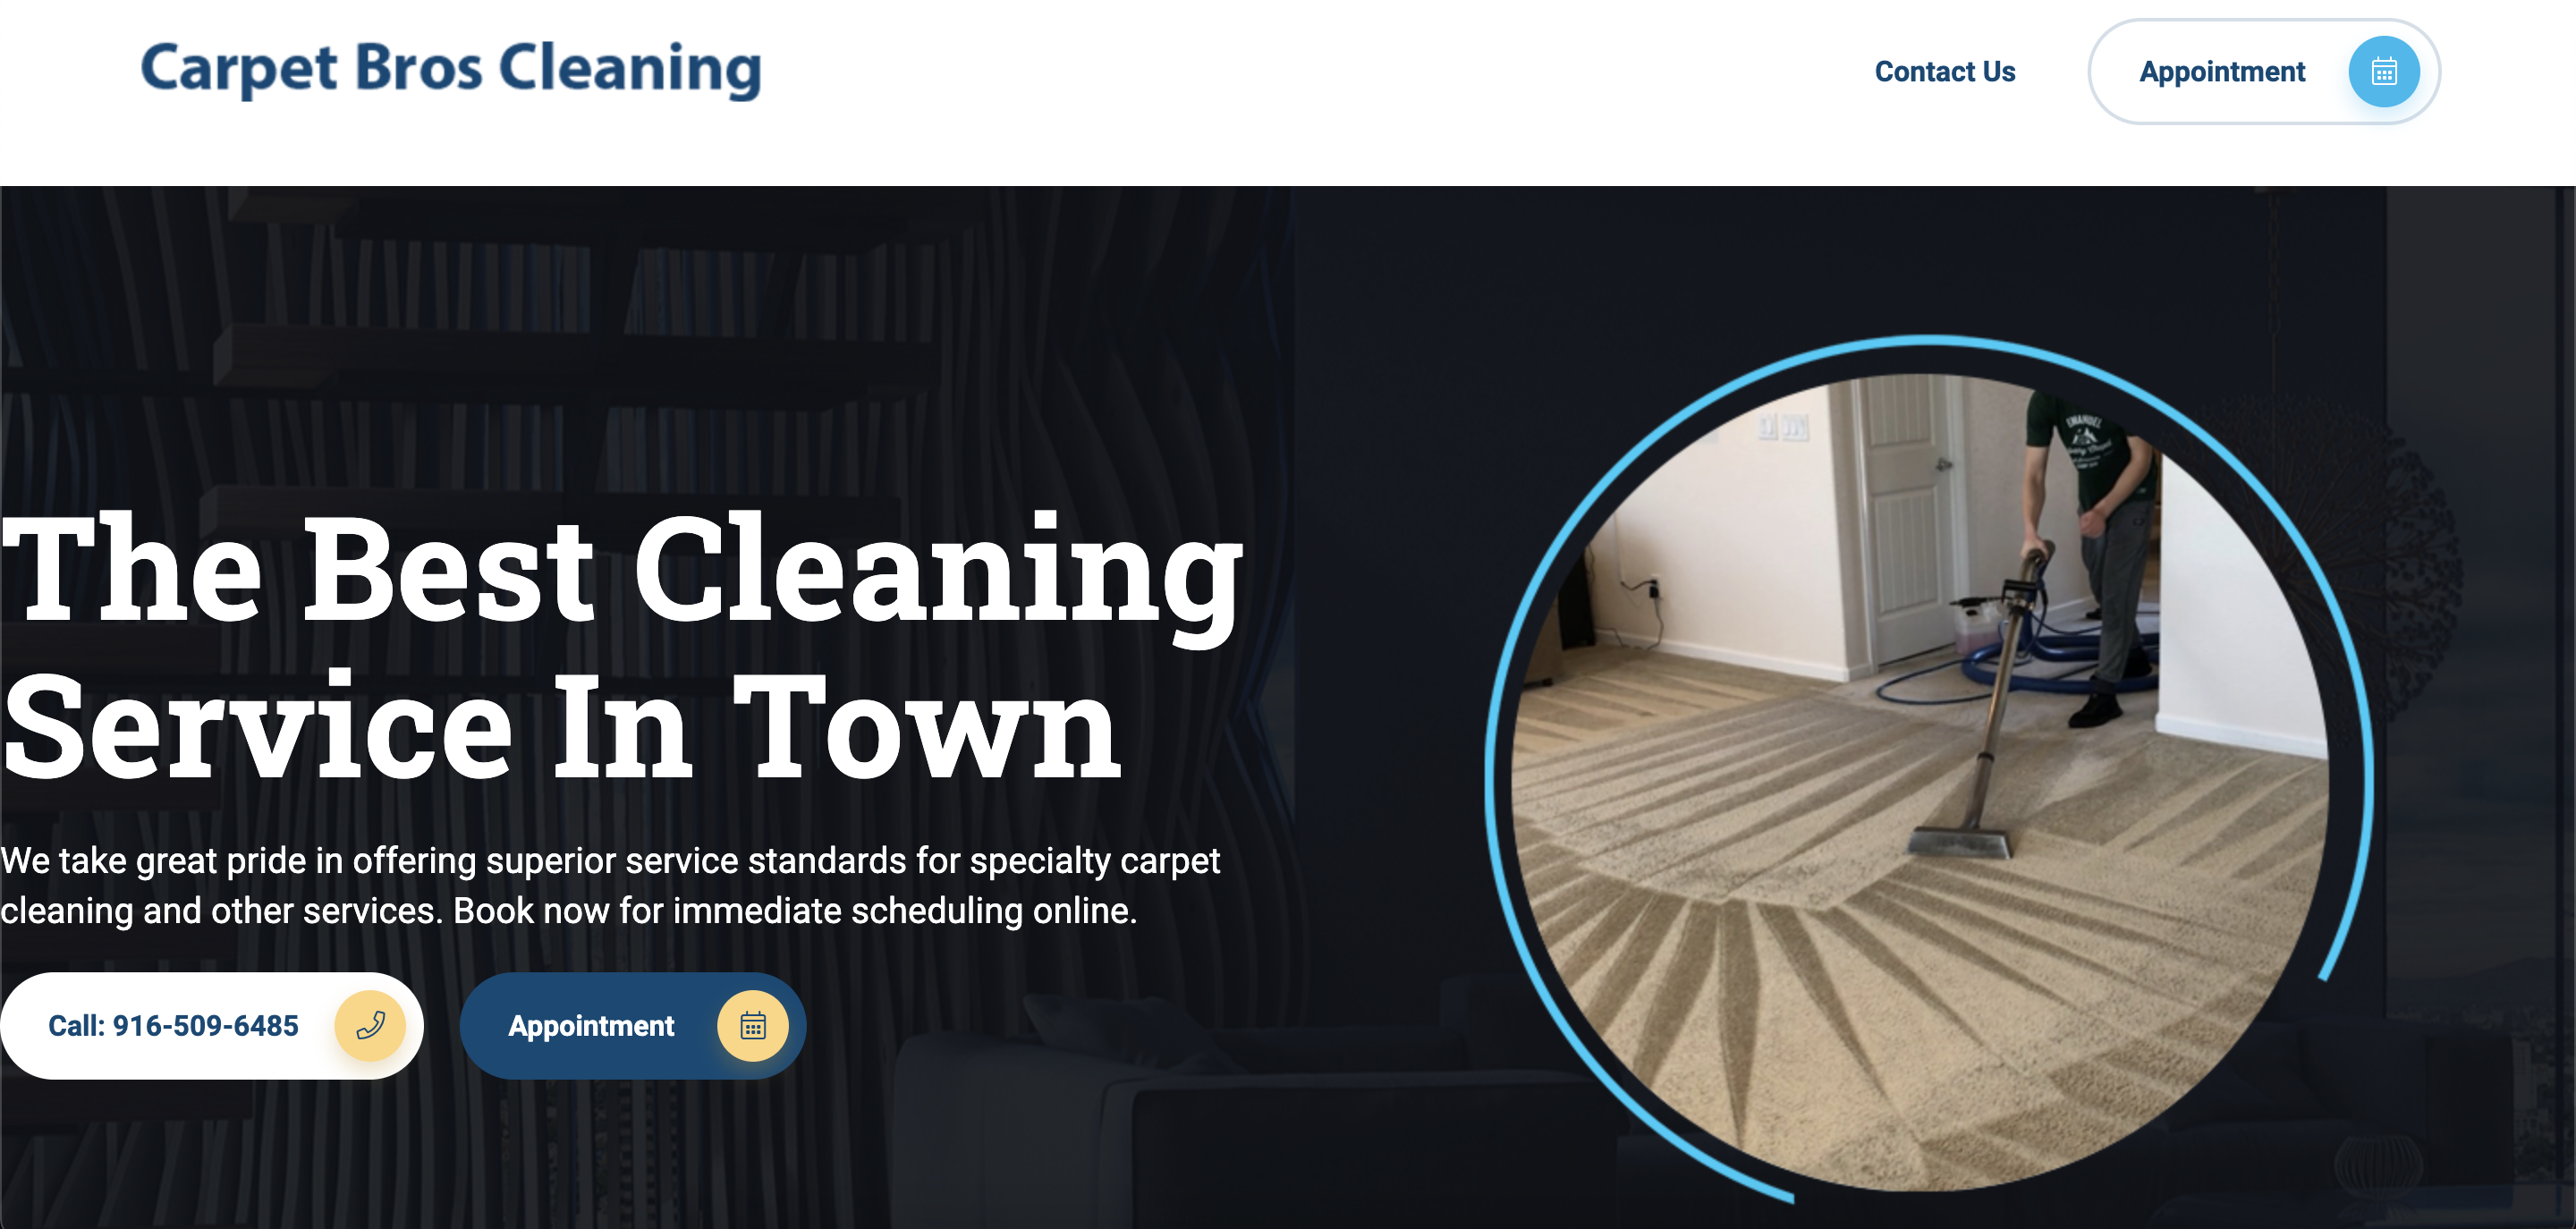 Carpet Bros Cleaning
Contact Us
Appointment
The Best Cleaning
Service In Town
We take great pride in offering superior service standards for specialty carpet
cleaning and other services. Book now for immediate scheduling online.
Call: 916-509-6485
Appointment